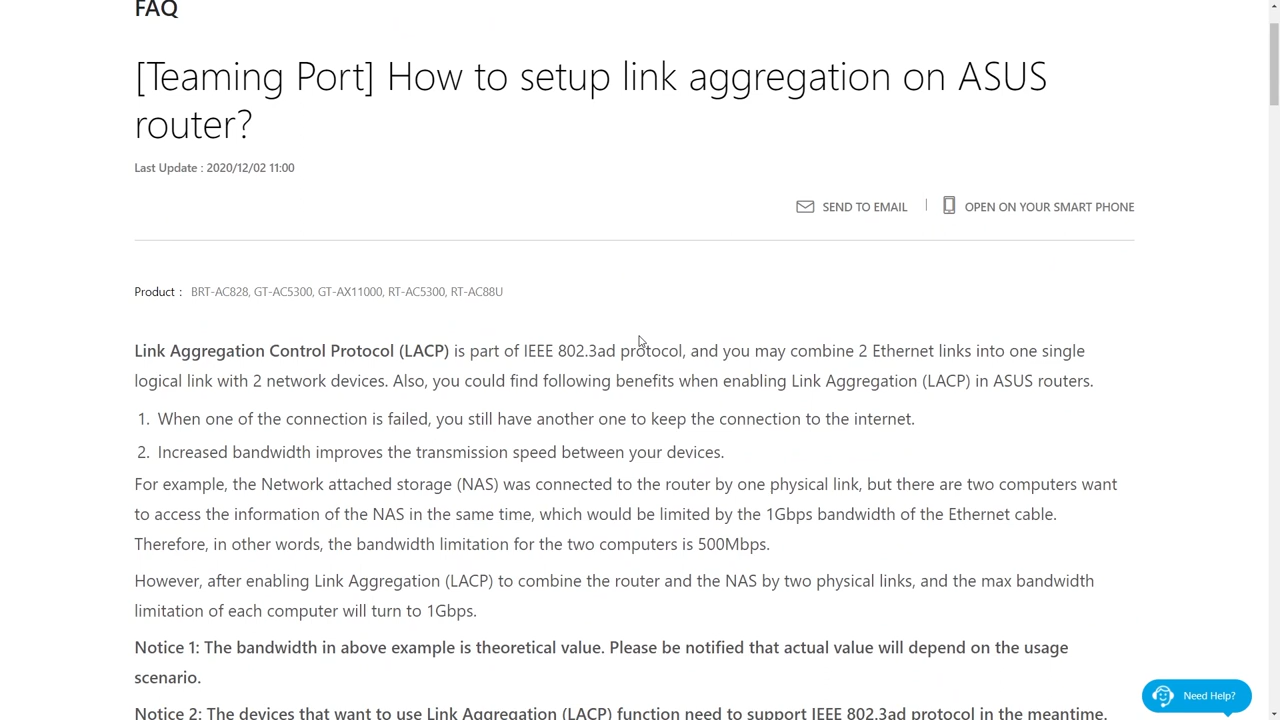 FAQ
[Teaming Port] How to setup link aggregation on ASUS
router?
Last Update : 2020/12/02 11:00
SEND TO EMAIL | OPEN ON YOUR SMART PHONE
Product : BRT-AC828, GT-AC5300, GT-AX11000, RT-AC5300, RT-AC88U
Link Aggregation Control Protocol (LACP) is part of IEEE 802.3ad protocol, and you may combine 2 Ethernet links into one single
logical link with 2 network devices. Also, you could find following benefits when enabling Link Aggregation (LACP) in ASUS routers.
1. When one of the connection is failed, you still have another one to keep the connection to the internet.
2. Increased bandwidth improves the transmission speed between your devices.
For example, the Network attached storage (NAS) was connected to the router by one physical link, but there are two computers want
to access the information of the NAS in the same time, which would be limited by the 1Gbps bandwidth of the Ethernet cable.
Therefore, in other words, the bandwidth limitation for the two computers is 500Mbps.
However, after enabling Link Aggregation (LACP) to combine the router and the NAS by two physical links, and the max bandwidth
limitation of each computer will turn to 1Gbps.
Notice 1: The bandwidth in above example is theoretical value. Please be notified that actual value will depend on the usage
scenario.
Need Help?
Notice 2: The devices that want to use Link Aggregation (LACP) function need to support IEEE 802.3ad protocol in the meantime.